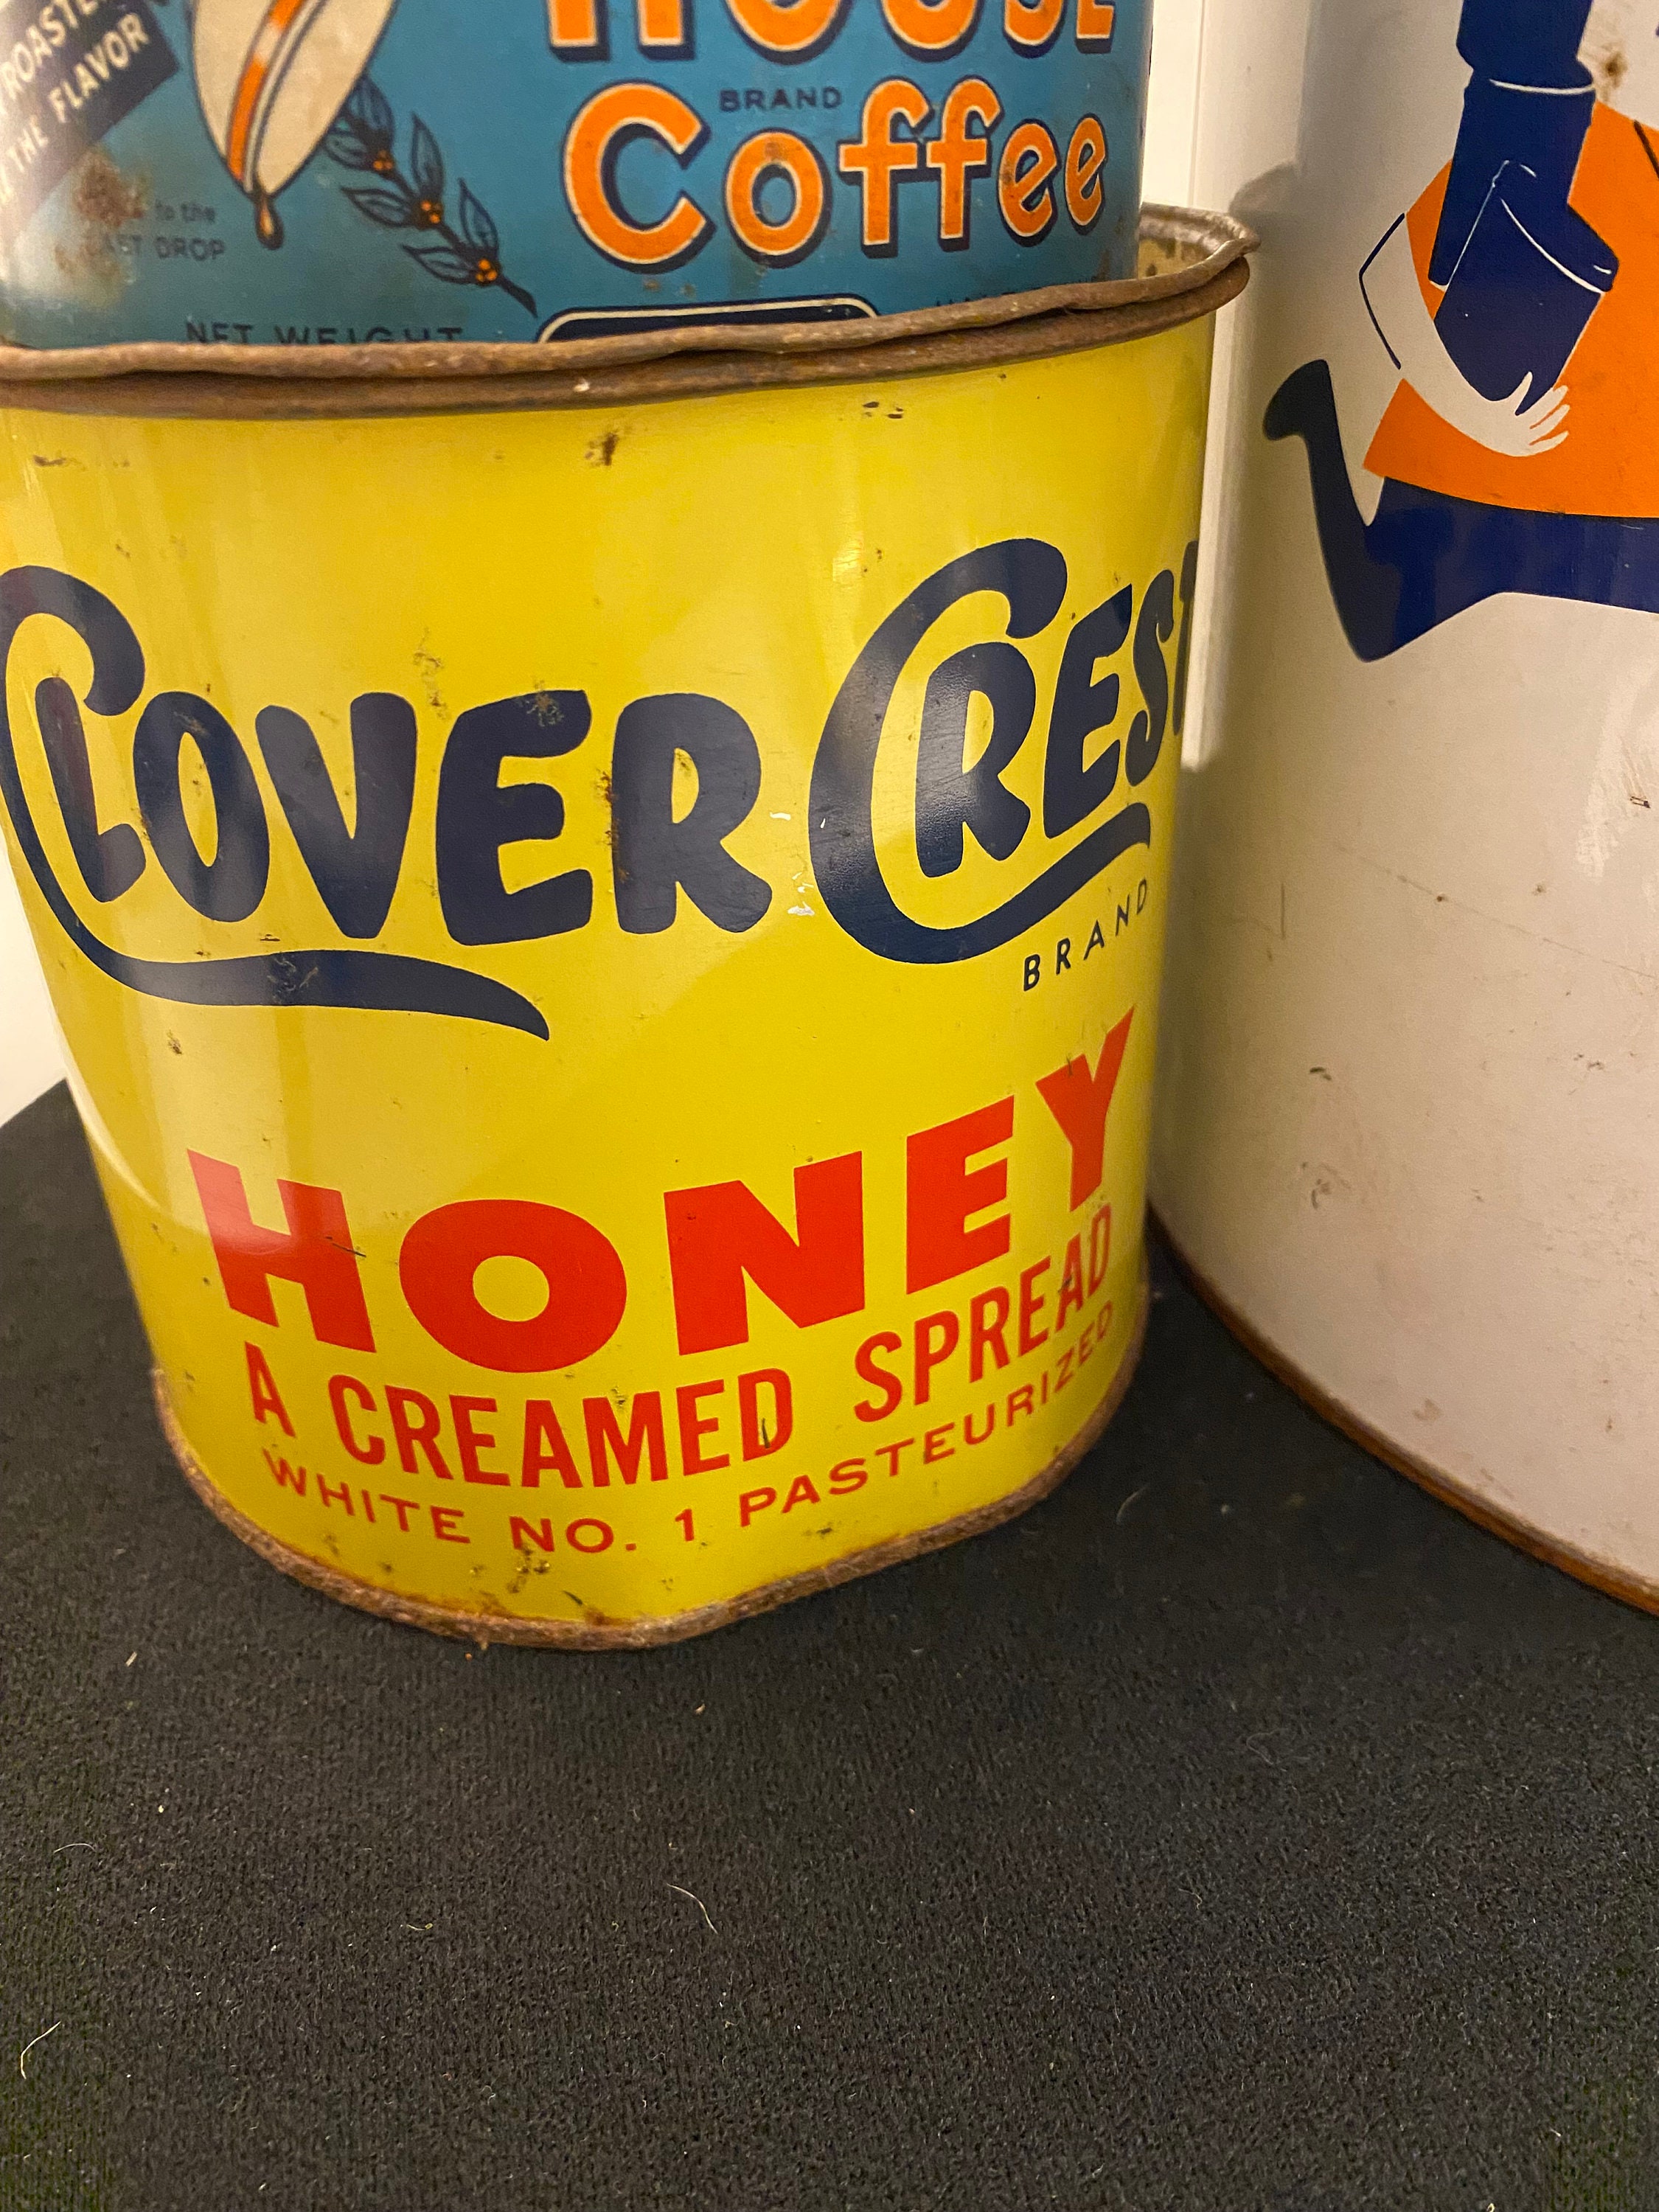 ROASTE
THE FLAVOR
HOUSE
BRAND
Coffee
to the
LAST DROP
NET WEIGHT
CLOVER CREST
BRAND
HONEY
A CREAMED SPREAD
WHITE NO. 1 PASTEURIZED